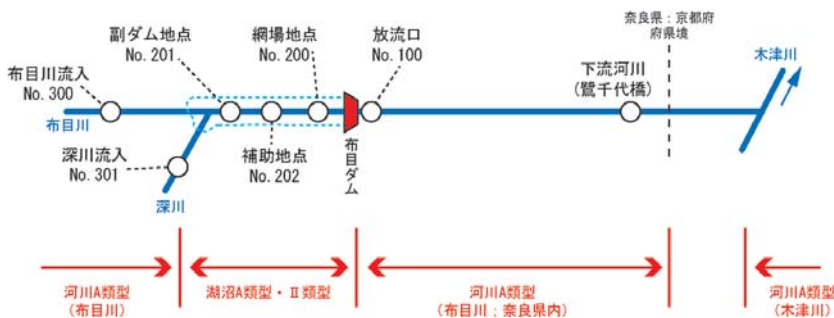 奈良県：京都府
府県境
木津川
副ダム地点
No. 201
網場地点
No. 200
放流口
No. 100
下流河川
(鷺千代橋)
布目川流入
No. 300
布目川
深川流入
No. 301
深川
補助地点
No. 202
布目ダム
河川A類型
(布目川)
湖沼A類型・Ⅱ類型
河川A類型
(布目川：奈良県内)
河川A類型
(木津川)